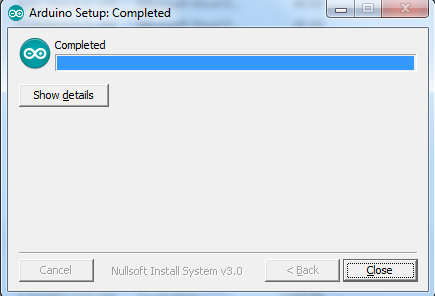 Arduino Setup: Completed
Completed
Show details
Cancel
Nullsoft Install System v3.0
< Back
Close